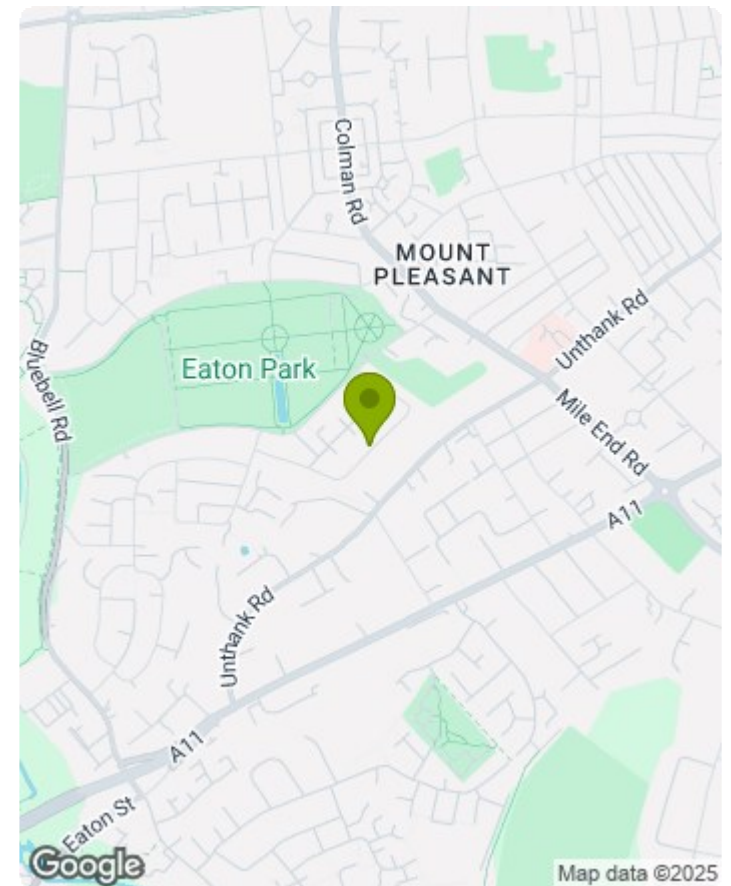 Colman Rd
MOUNT
PLEASANT
Unthank Rd
Eaton Park
Bluebell Rd
Mile End Rd
A11
Unthank Rd
A11
Eaton St
Google
Map data ©2025